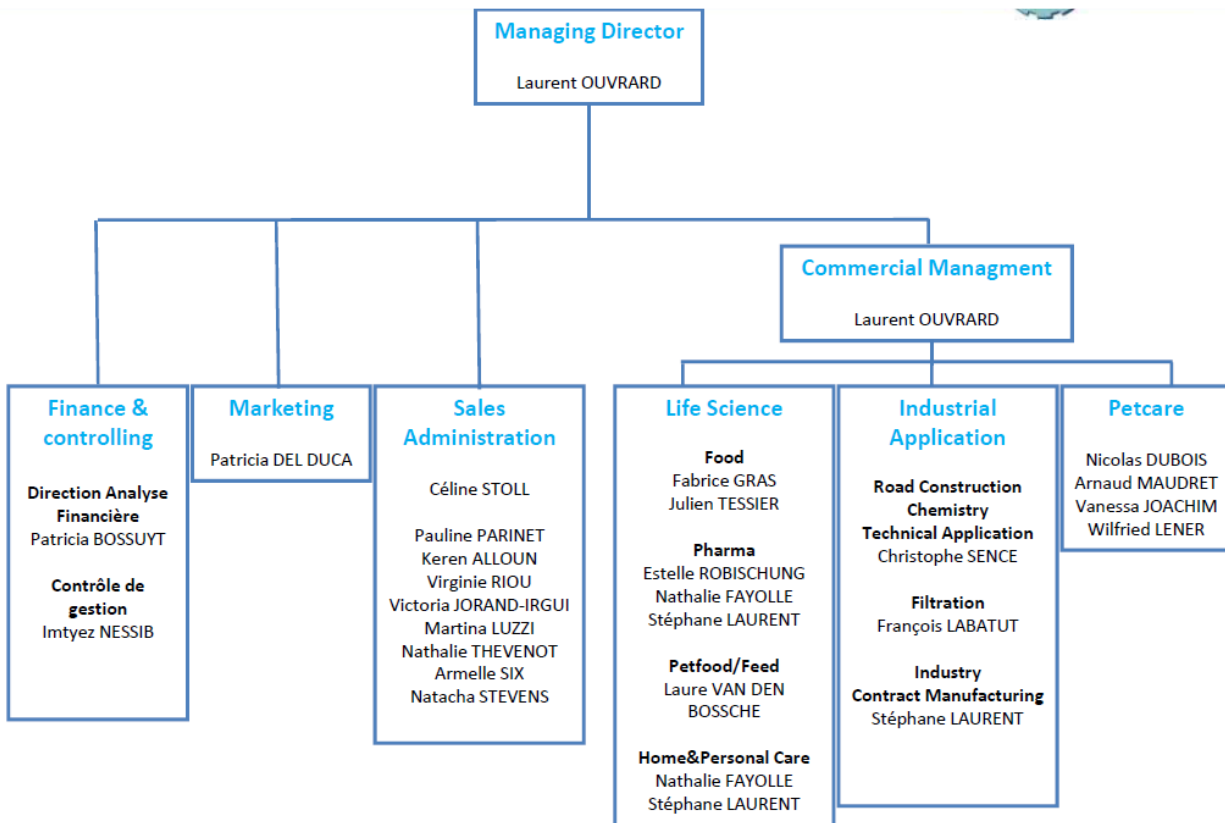 Managing Director
Laurent OUVRARD
Commercial Managment
Laurent OUVRARD
Finance &
controlling
Direction Analyse
Financière
Patricia BOSSUYT
Contrôle de
gestion
Imtyez NESSIB
Marketing
Patricia DEL DUCA
Sales
Administration
Céline STOLL
Pauline PARINET
Keren ALLOUN
Virginie RIOU
Victoria JORAND-IRGUI
Martina LUZZI
Nathalie THEVENOT
Armelle SIX
Natacha STEVENS
Life Science
Food
Fabrice GRAS
Julien TESSIER
Pharma
Estelle ROBISCHUNG
Nathalie FAYOLLE
Stéphane LAURENT
Petfood/Feed
Laure VAN DEN
BOSSCHE
Home&Personal Care
Nathalie FAYOLLE
Stéphane LAURENT
Industrial
Application
Road Construction
Chemistry
Technical Application
Christophe SENCE
Filtration
François LABATUT
Industry
Contract Manufacturing
Stéphane LAURENT
Petcare
Nicolas DUBOIS
Arnaud MAUDRET
Vanessa JOACHIM
Wilfried LENER